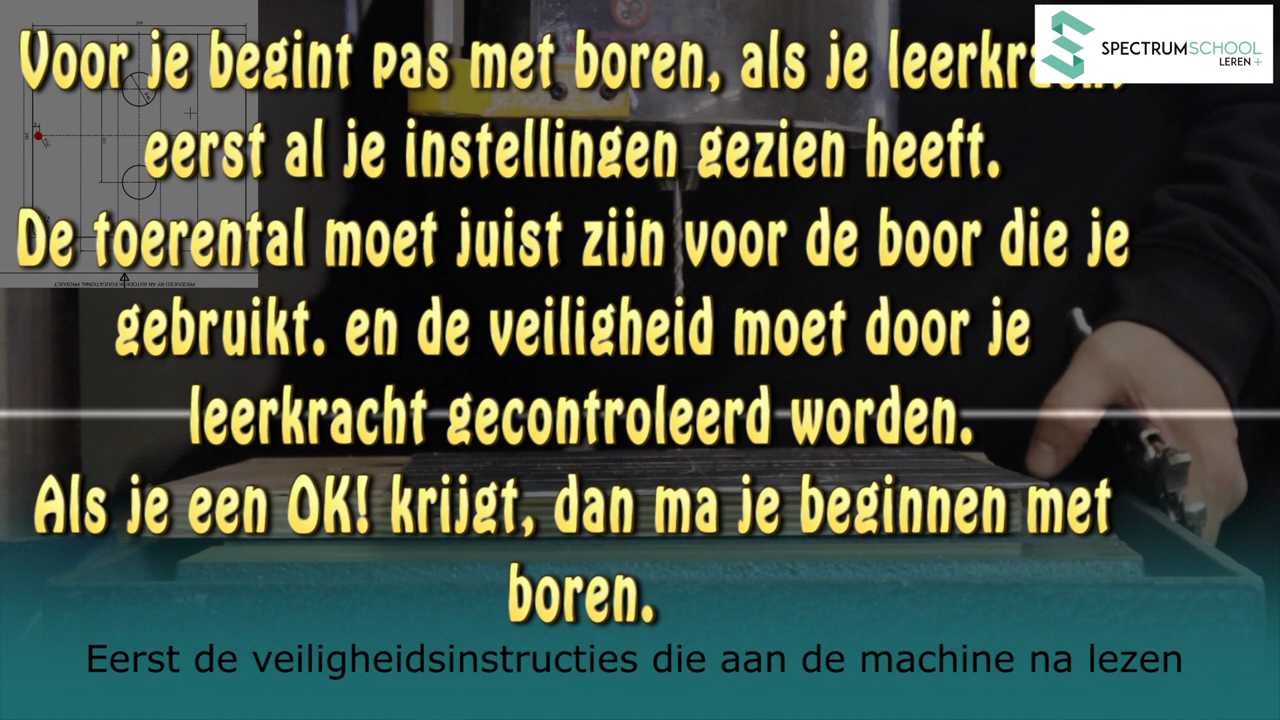 Voor je begint pas met boren, als je
SPECTRUMSCHOOL
LEREN +
eerst al je instellingen gezien heeft.
De toerental moet juist zijn voor de boor die je
gebruikt. en de veiligheid moet door je
leerkracht gecontroleerd worden.
Als je een OK! krijgt, dan ma je beginnen met
boren.
Eerst de veiligheidsinstructies die aan de machine na lezen